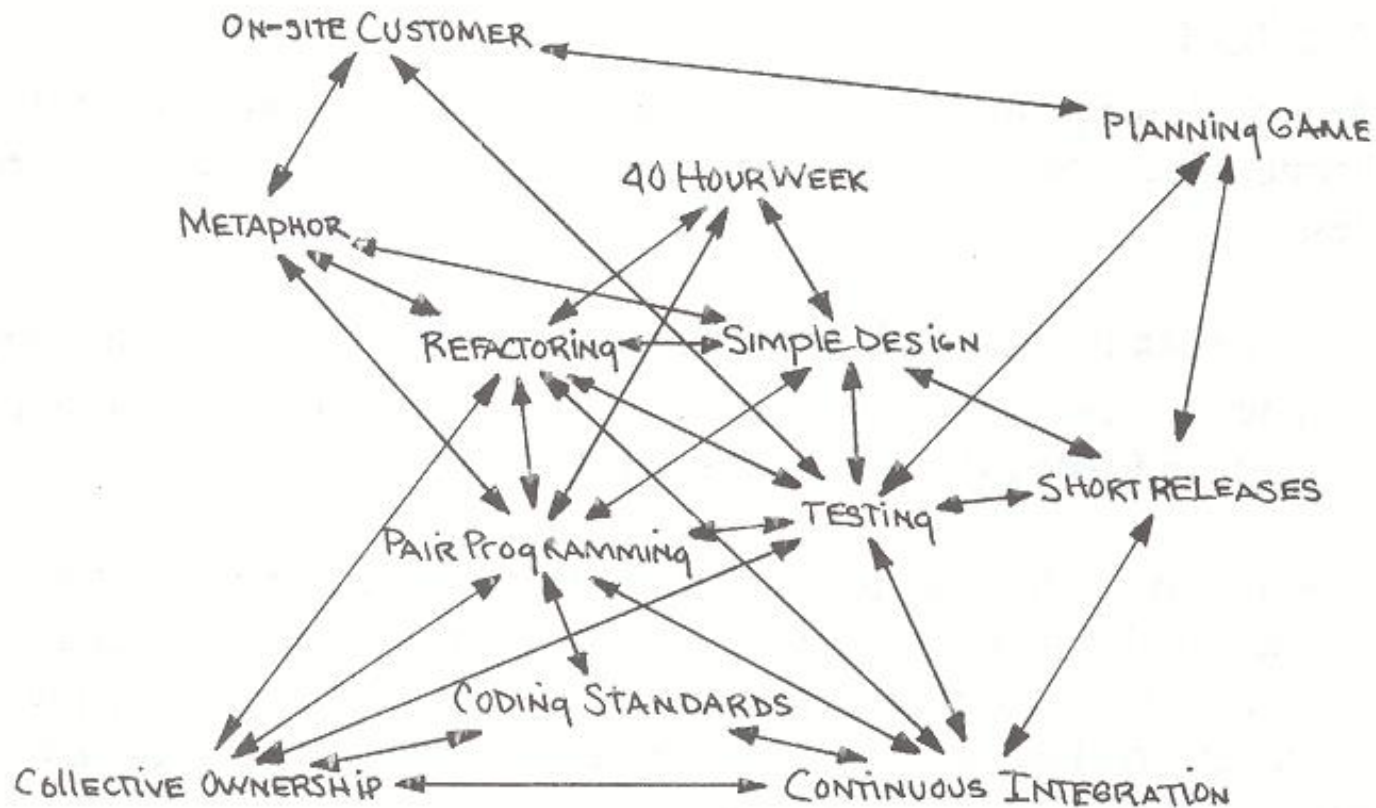 ON-SITE CUSTOMER
PLANNING GAME
40 HOUR WEEK
METAPHOR
REFACTORING
SIMPLE DESIGN
SHORT RELEASES
TESTING
PAIR PROGRAMMING
CODING STANDARDS
COLLECTIVE OWNERSHIP
CONTINUOUS INTEGRATION